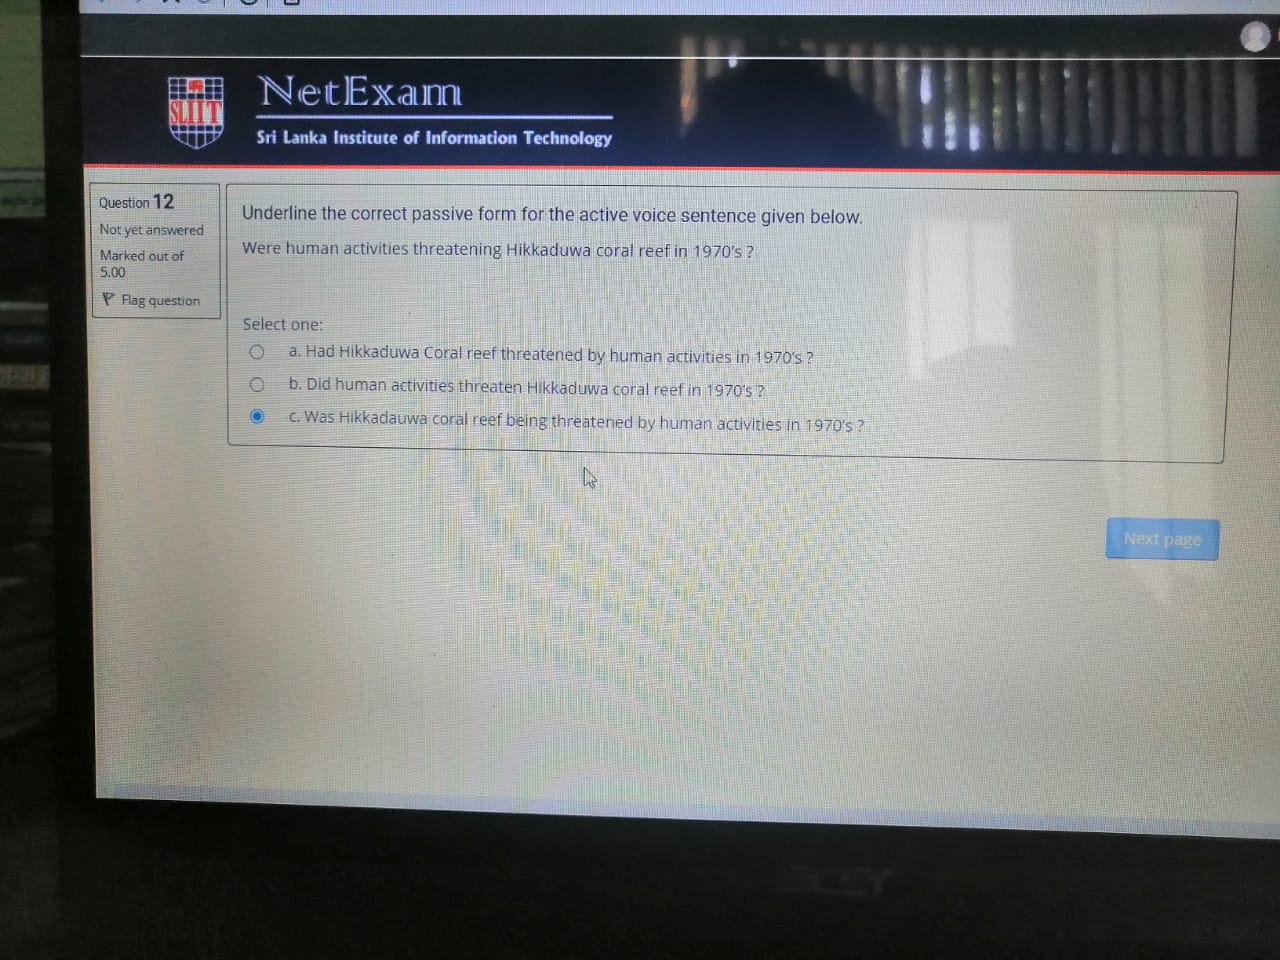 SLIIT
NetExam
Sri Lanka Institute of Information Technology
Question 12
Not yet answered
Marked out of
5.00
Flag question
Underline the correct passive form for the active voice sentence given below.
Were human activities threatening Hikkaduwa coral reef in 1970's ?
Select one:
a. Had Hikkaduwa Coral reef threatened by human activities in 1970's ?
b. Did human activities threaten Hikkaduwa coral reef in 1970's ?
c. Was Hikkadauwa coral reef being threatened by human activities in 1970's ?
Next page
acer